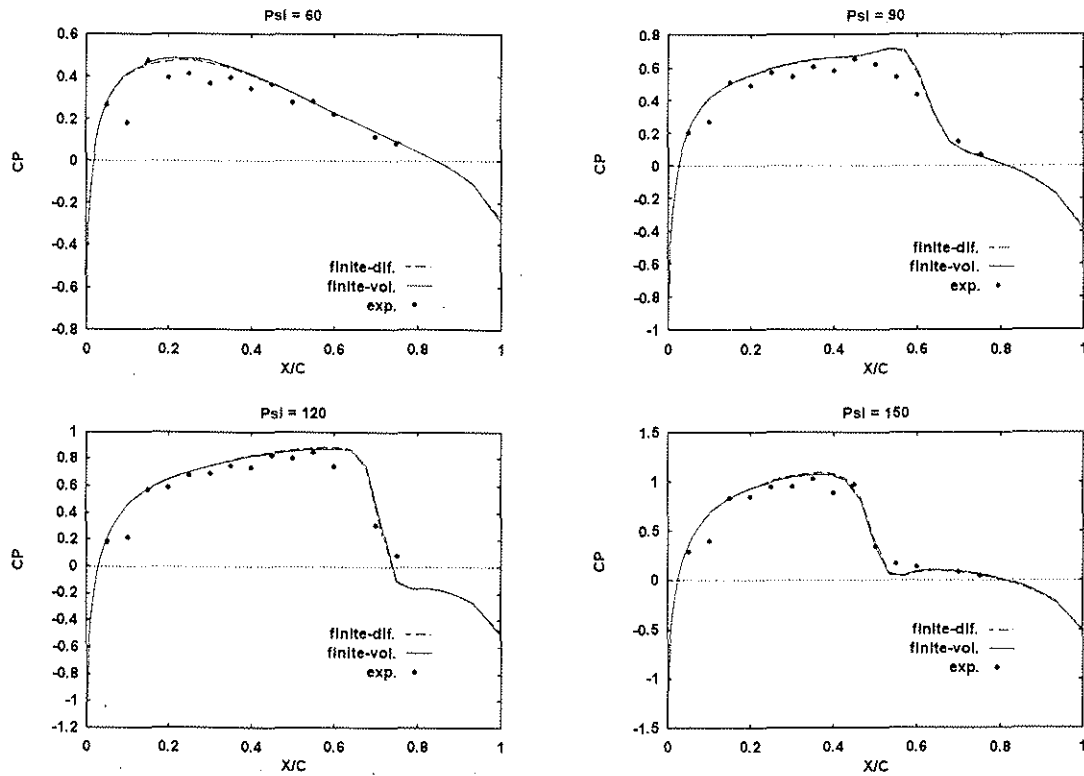 Psi = 60
0.6
0.4
0.2
0
-0.2
0.4
-0.6
-0.8
CP
finite-dif.
finite-vol.
exp.
0
0.2
0.4
0.6
0.8
1
X/C
Psi = 90
0.8
0.6
0.4
0.2
0
-0.2
-0.4
-0.6
-0.8
-1
CP
finite-dif.
finite-vol.
exp.
0
0.2
0.4
0.6
0.8
1
X/C
Psi = 120
1
0.8
0.6
0.4
0.2
0
-0.2
-0.4
-0.6
-0.8
-1
-1.2
CP
finite-dif.
finite-vol.
exp.
0
0.2
0.4
0.6
0.8
1
X/C
Psi = 150
1.5
1
0.5
0
-0.5
-1
-1.5
CP
finite-dif.
finite-vol.
exp.
0
0.2
0.4
0.6
0.8
1
X/C